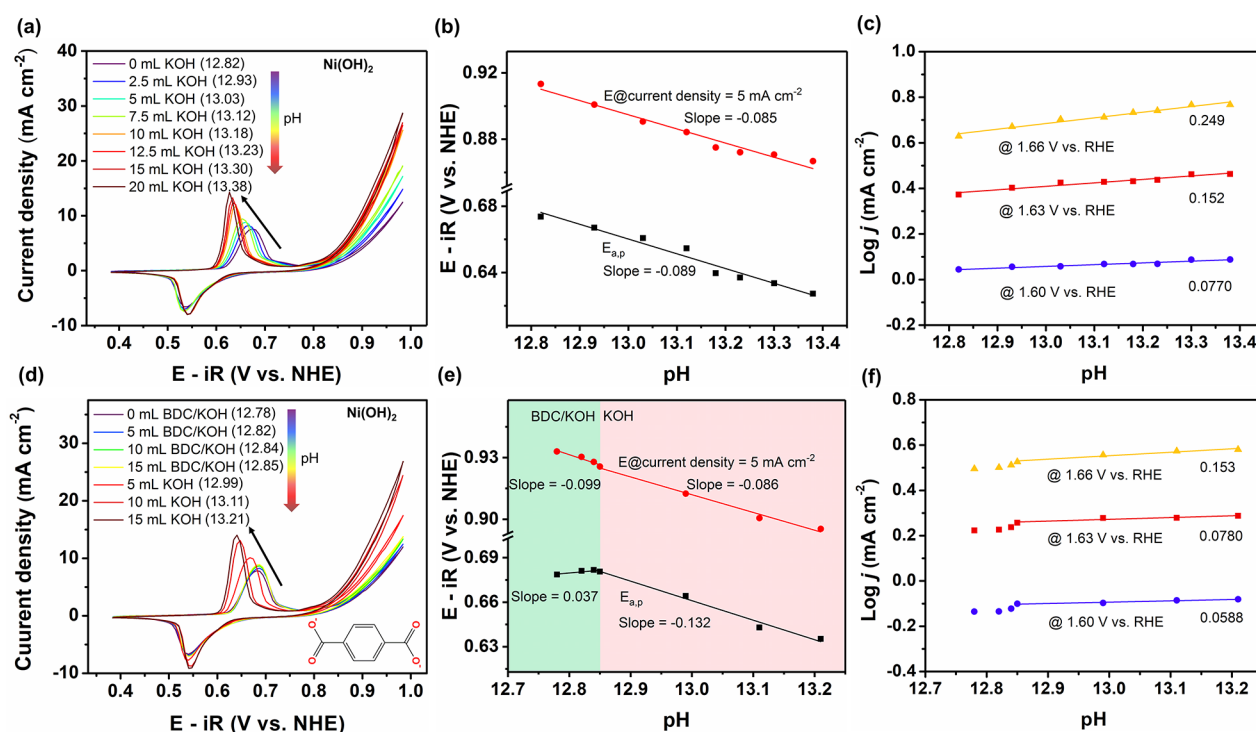 (a)
Current density (mA cm-2)
40
30
20
10
0
-10
0 mL KOH (12.82)
2.5 mL KOH (12.93)
5 mL KOH (13.03)
7.5 mL KOH (13.12)
10 mL KOH (13.18)
12.5 mL KOH (13.23)
15 mL KOH (13.30)
20 mL KOH (13.38)
pH
Ni(OH)2
0.4 0.5 0.6 0.7 0.8 0.9 1.0
E - iR (V vs. NHE)
(b)
E - iR (V vs. NHE)
0.92
0.88
0.68
0.64
E@current density = 5 mA cm-2
Slope = -0.085
Ea,p
Slope = -0.089
12.8 12.9 13.0 13.1 13.2 13.3 13.4
pH
(c)
Log j (mA cm-2)
1.0
0.8
0.6
0.4
0.2
0.0
-0.2
0.249
@ 1.66 V vs. RHE
0.152
@ 1.63 V vs. RHE
0.0770
@ 1.60 V vs. RHE
12.8 12.9 13.0 13.1 13.2 13.3 13.4
pH
(d)
Cuurent density (mA cm-2)
30
20
10
0
-10
0 mL BDC/KOH (12.78)
5 mL BDC/KOH (12.82)
10 mL BDC/KOH (12.84)
15 mL BDC/KOH (12.85)
5 mL KOH (12.99)
10 mL KOH (13.11)
15 mL KOH (13.21)
pH
Ni(OH)2
O-
O
O
O-
0.4 0.5 0.6 0.7 0.8 0.9 1.0
E - iR (V vs. NHE)
(e)
E - iR (V vs. NHE)
0.93
0.90
0.69
0.66
0.63
BDC/KOH KOH
E@current density = 5 mA cm-2
Slope = -0.099
Slope = -0.086
Slope = 0.037
Ea,p
Slope = -0.132
12.7 12.8 12.9 13.0 13.1 13.2
pH
(f)
Log j (mA cm-2)
1.0
0.8
0.6
0.4
0.2
0.0
-0.2
-0.4
@ 1.66 V vs. RHE
0.153
@ 1.63 V vs. RHE
0.0780
@ 1.60 V vs. RHE
0.0588
12.7 12.8 12.9 13.0 13.1 13.2
pH